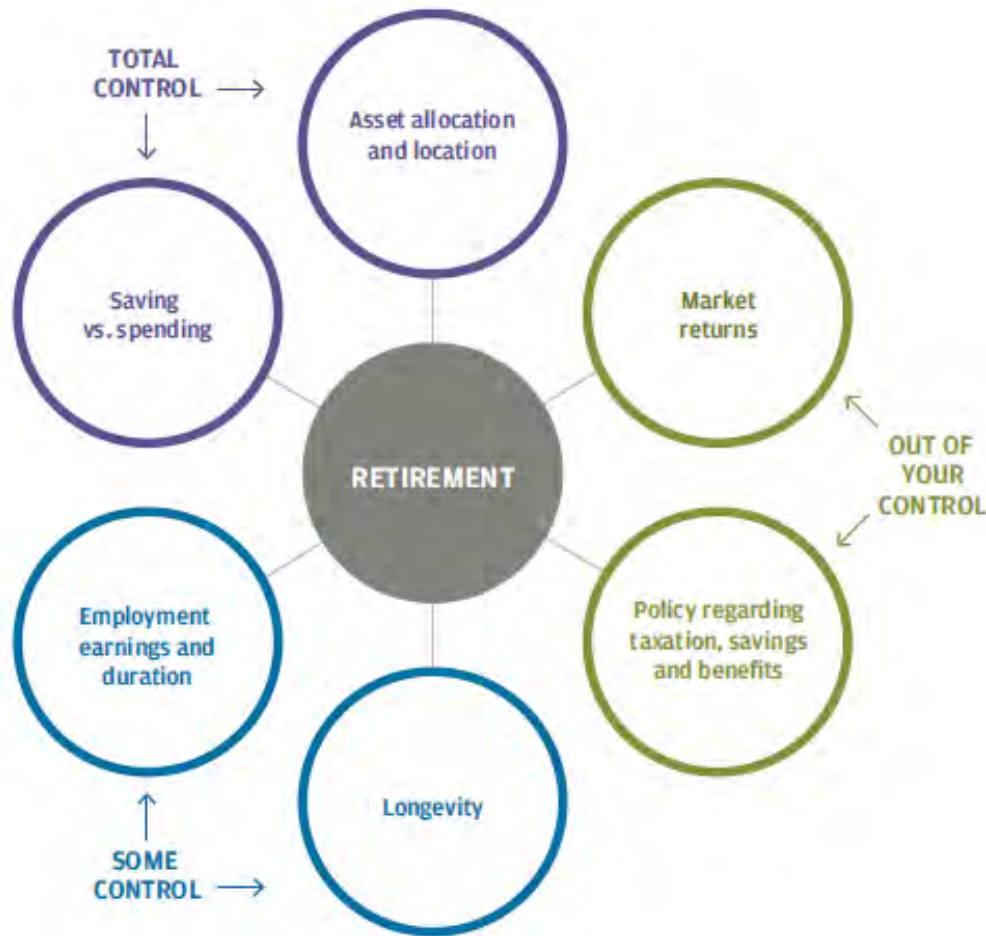 TOTAL
CONTROL
Asset allocation
and location
Saving
vs. spending
Market
returns
RETIREMENT
OUT OF
YOUR
CONTROL
Employment
earnings and
duration
Policy regarding
taxation, savings
and benefits
Longevity
SOME
CONTROL